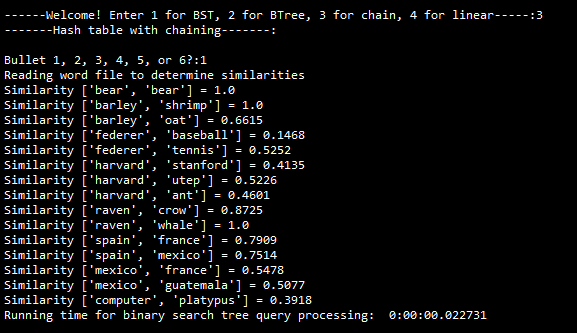 ------Welcome! Enter 1 for BST, 2 for BTree, 3 for chain, 4 for linear-----:3
-------Hash table with chaining-------:
Bullet 1, 2, 3, 4, 5, or 6?:1
Reading word file to determine similarities
Similarity ['bear', 'bear'] = 1.0
Similarity ['barley', 'shrimp'] = 1.0
Similarity ['barley', 'oat'] = 0.6615
Similarity ['federer', 'baseball'] = 0.1468
Similarity ['federer', 'tennis'] = 0.5252
Similarity ['harvard', 'stanford'] = 0.4135
Similarity ['harvard', 'utep'] = 0.5226
Similarity ['harvard', 'ant'] = 0.4601
Similarity ['raven', 'crow'] = 0.8725
Similarity ['raven', 'whale'] = 1.0
Similarity ['spain', 'france'] = 0.7909
Similarity ['spain', 'mexico'] = 0.7514
Similarity ['mexico', 'france'] = 0.5478
Similarity ['mexico', 'guatemala'] = 0.5077
Similarity ['computer', 'platypus'] = 0.3918
Running time for binary search tree query processing:  0:00:00.022731